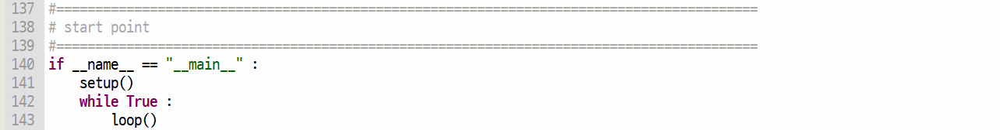 137 #==========================================================================================
138 # start point
139 #==========================================================================================
140 if __name__ == "__main__" :
141     setup()
142     while True :
143         loop()